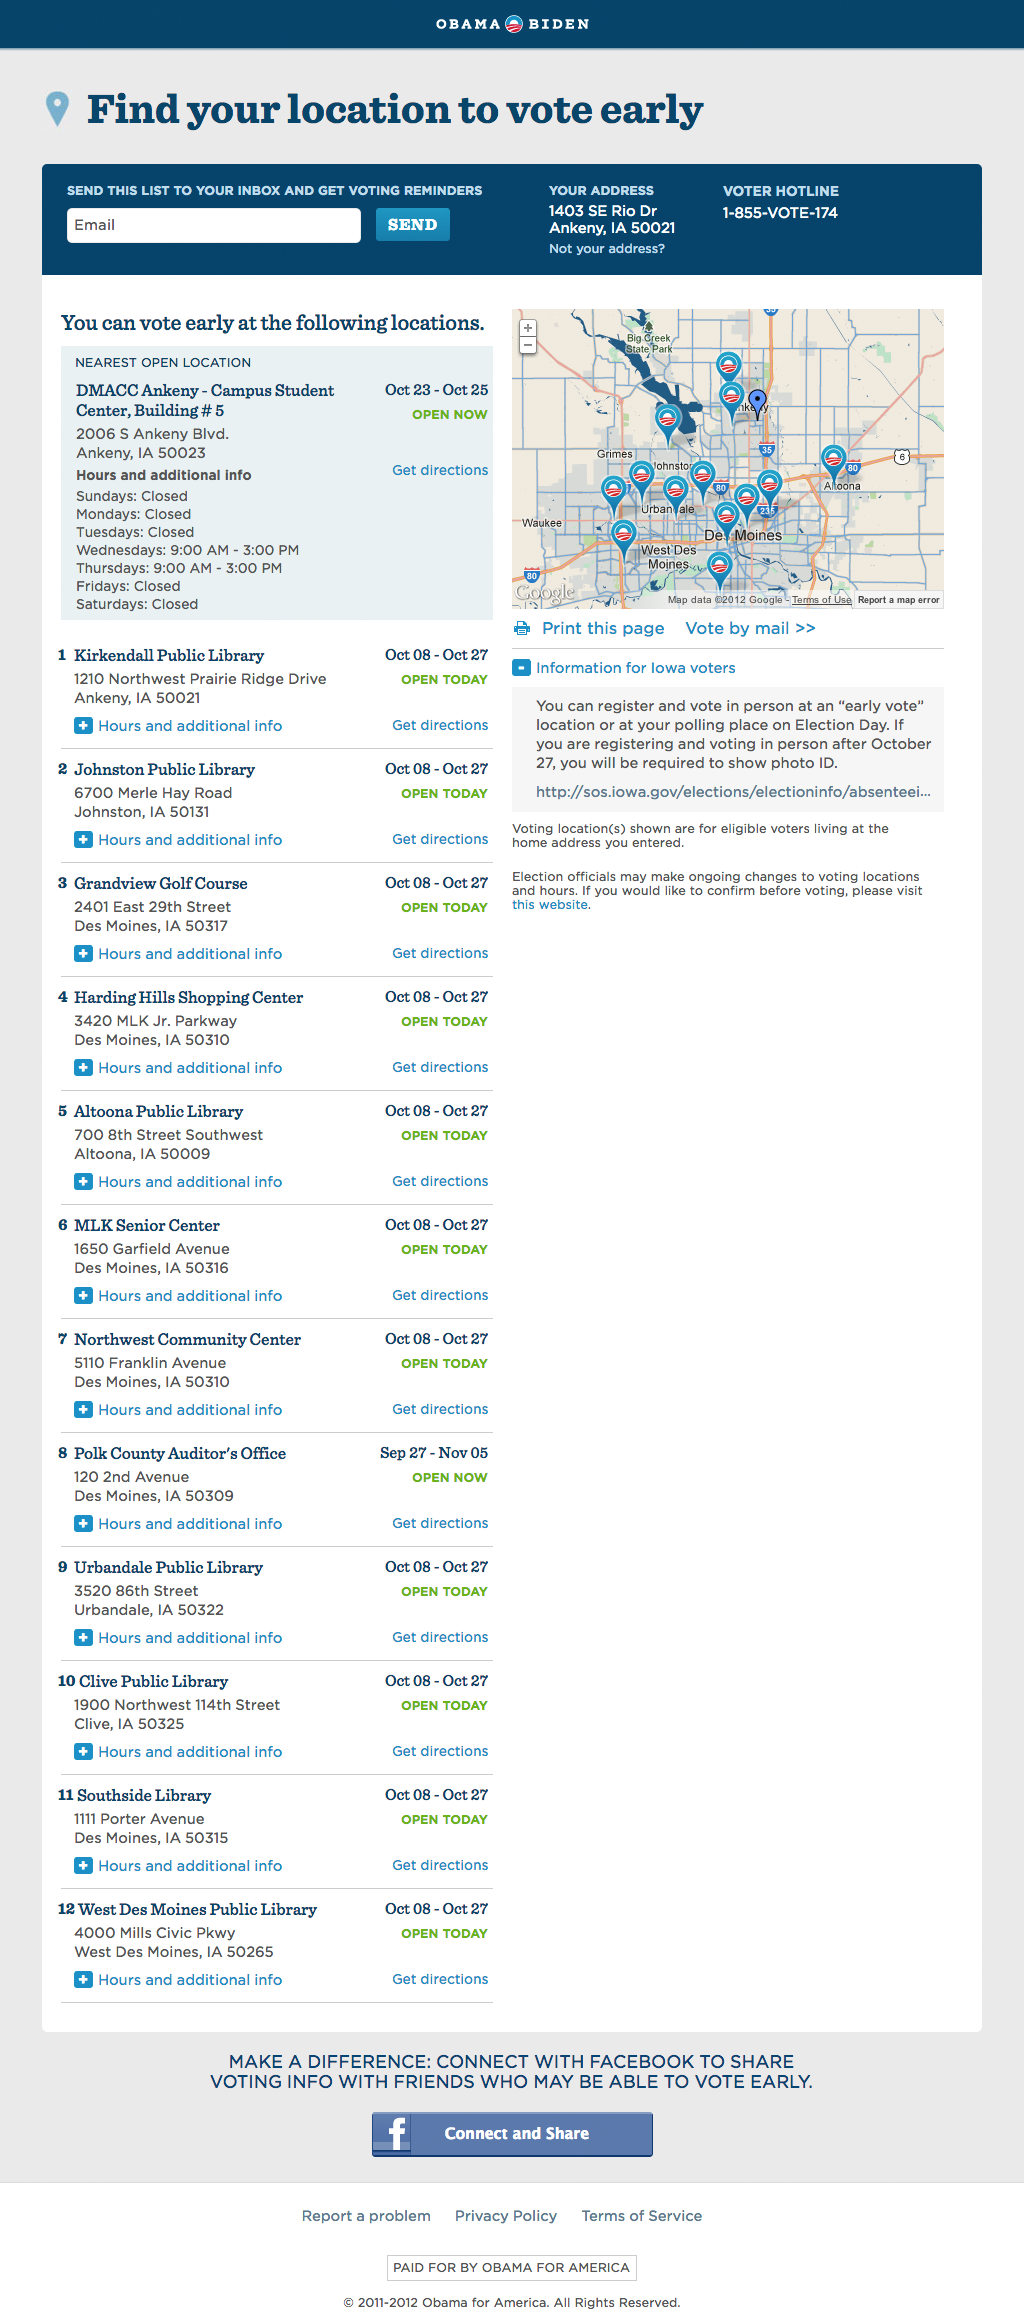 OBAMA BIDEN
Find your location to vote early
SEND THIS LIST TO YOUR INBOX AND GET VOTING REMINDERS
Email
SEND
YOUR ADDRESS
1403 SE Rio Dr
Ankeny, IA 50021
Not your address?
VOTER HOTLINE
1-855-VOTE-174
You can vote early at the following locations.
NEAREST OPEN LOCATION
DMACC Ankeny - Campus Student
Center, Building # 5
Oct 23 - Oct 25
OPEN NOW
2006 S Ankeny Blvd.
Ankeny, IA 50023
Hours and additional info
Get directions
Sundays: Closed
Mondays: Closed
Tuesdays: Closed
Wednesdays: 9:00 AM - 3:00 PM
Thursdays: 9:00 AM - 3:00 PM
Fridays: Closed
Saturdays: Closed
1 Kirkendall Public Library
Oct 08 - Oct 27
1210 Northwest Prairie Ridge Drive
OPEN TODAY
Ankeny, IA 50021
Hours and additional info
Get directions
2 Johnston Public Library
Oct 08 - Oct 27
6700 Merle Hay Road
OPEN TODAY
Johnston, IA 50131
Hours and additional info
Get directions
3 Grandview Golf Course
Oct 08 - Oct 27
2401 East 29th Street
OPEN TODAY
Des Moines, IA 50317
Hours and additional info
Get directions
4 Harding Hills Shopping Center
Oct 08 - Oct 27
3420 MLK Jr. Parkway
OPEN TODAY
Des Moines, IA 50310
Hours and additional info
Get directions
5 Altoona Public Library
Oct 08 - Oct 27
700 8th Street Southwest
OPEN TODAY
Altoona, IA 50009
Hours and additional info
Get directions
6 MLK Senior Center
Oct 08 - Oct 27
1650 Garfield Avenue
OPEN TODAY
Des Moines, IA 50316
Hours and additional info
Get directions
7 Northwest Community Center
Oct 08 - Oct 27
5110 Franklin Avenue
OPEN TODAY
Des Moines, IA 50310
Hours and additional info
Get directions
8 Polk County Auditor's Office
Sep 27 - Nov 05
120 2nd Avenue
OPEN NOW
Des Moines, IA 50309
Hours and additional info
Get directions
9 Urbandale Public Library
Oct 08 - Oct 27
3520 86th Street
OPEN TODAY
Urbandale, IA 50322
Hours and additional info
Get directions
10 Clive Public Library
Oct 08 - Oct 27
1900 Northwest 114th Street
OPEN TODAY
Clive, IA 50325
Hours and additional info
Get directions
11 Southside Library
Oct 08 - Oct 27
1111 Porter Avenue
OPEN TODAY
Des Moines, IA 50315
Hours and additional info
Get directions
12 West Des Moines Public Library
Oct 08 - Oct 27
4000 Mills Civic Pkwy
OPEN TODAY
West Des Moines, IA 50265
Hours and additional info
Get directions
35
Big Creek
State Park
35
Grimes
80
6
Altoona
80
235
Waukee
Des Moines
West Des
Moines
80
Google
Map data ©2012 Google - Terms of Use Report a map error
Print this page
Vote by mail >>
Information for Iowa voters
You can register and vote in person at an “early vote”
location or at your polling place on Election Day. If
you are registering and voting in person after October
27, you will be required to show photo ID.
http://sos.iowa.gov/elections/electioninfo/absenteei...
Voting location(s) shown are for eligible voters living at the
home address you entered.
Election officials may make ongoing changes to voting locations
and hours. If you would like to confirm before voting, please visit
this website.
MAKE A DIFFERENCE: CONNECT WITH FACEBOOK TO SHARE
VOTING INFO WITH FRIENDS WHO MAY BE ABLE TO VOTE EARLY.
f Connect and Share
Report a problem
Privacy Policy
Terms of Service
PAID FOR BY OBAMA FOR AMERICA
© 2011-2012 Obama for America. All Rights Reserved.